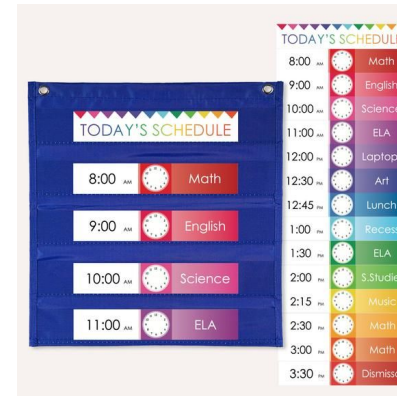 TODAY'S SCHEDULE
8:00 AM Math
9:00 AM English
10:00 AM Science
11:00 AM ELA
TODAY'S SCHEDULE
8:00 AM Math
9:00 AM English
10:00 AM Science
11:00 AM ELA
12:00 PM Laptop
12:30 PM Art
12:45 PM Lunch
1:00 PM Recess
1:30 PM ELA
2:00 PM S.Studie
2:15 PM Music
2:30 PM Math
3:00 PM Math
3:30 PM Dismiss